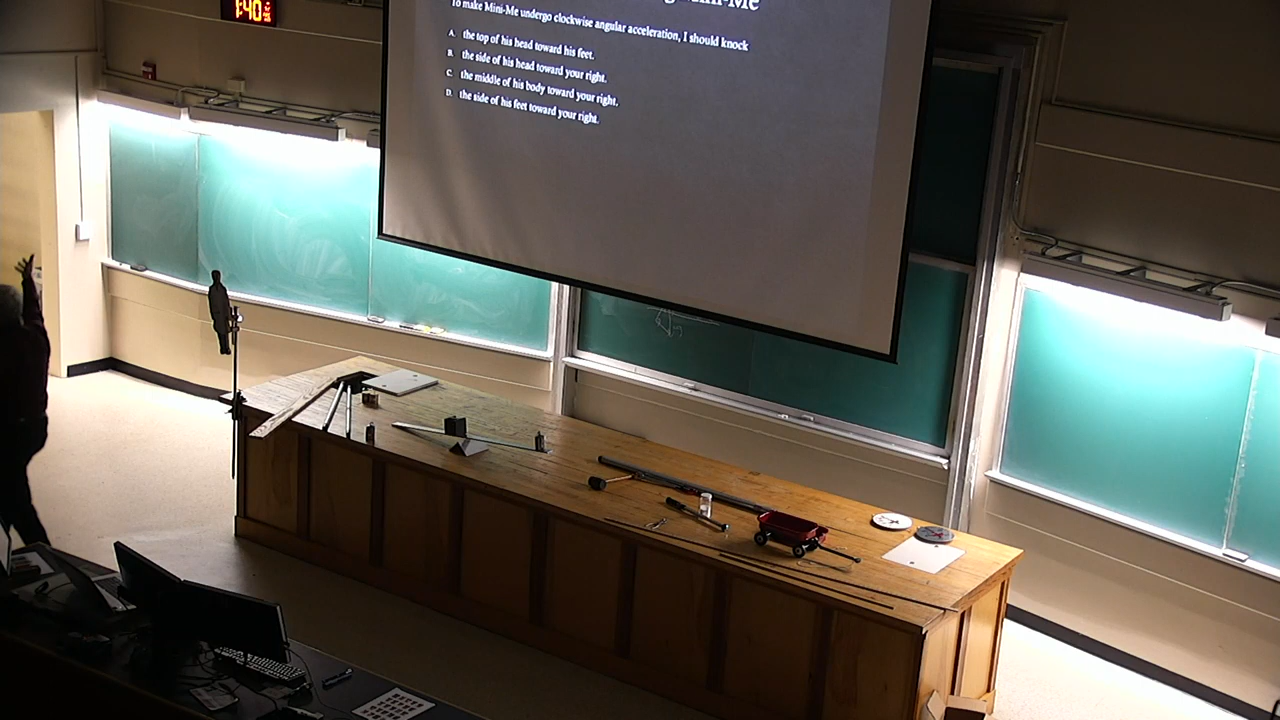 1:40
Mini-Me
To make Mini-Me undergo clockwise angular acceleration, I should knock
A. the top of his head toward his feet.
B. the side of his head toward your right.
C. the middle of his body toward your right.
D. the side of his feet toward your right.